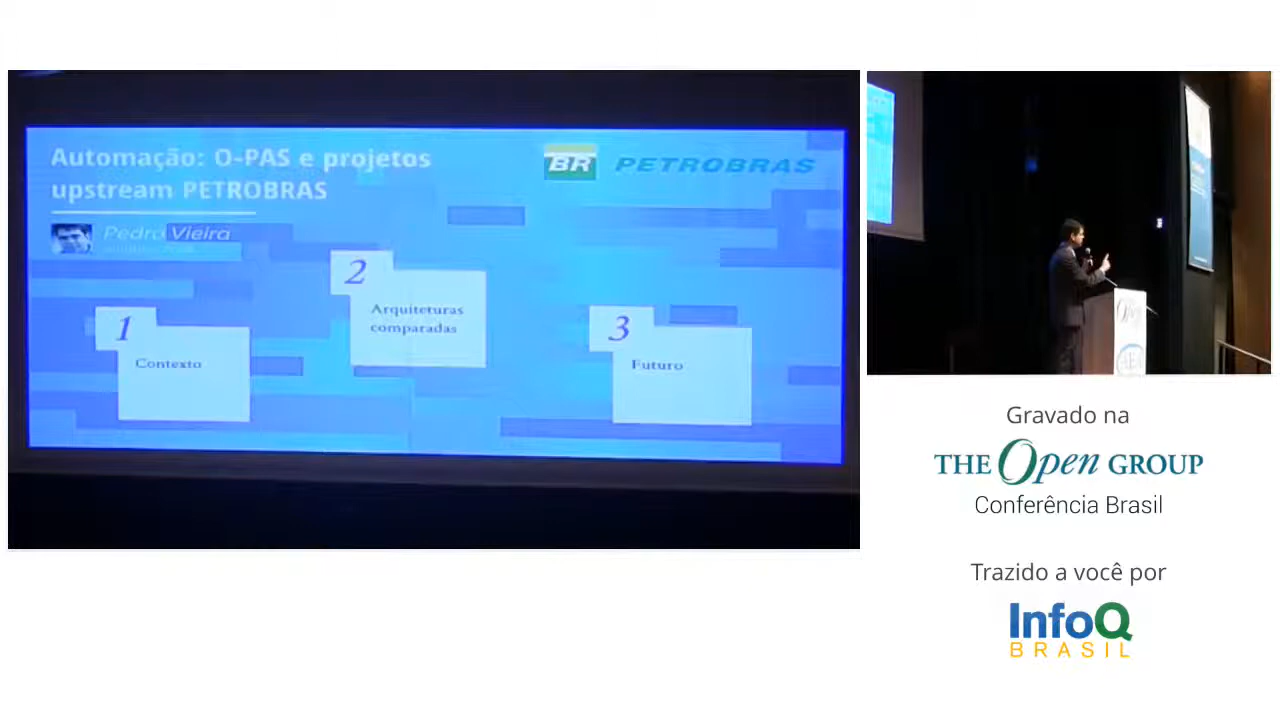 Automação: O-PAS e projetos
upstream PETROBRAS
BR PETROBRAS
Pedro Vieira
1
Contexto
2
Arquiteturas
comparadas
3
Futuro
Open
Gravado na
THE Open GROUP
Conferência Brasil
Trazido a você por
InfoQ
BRASIL